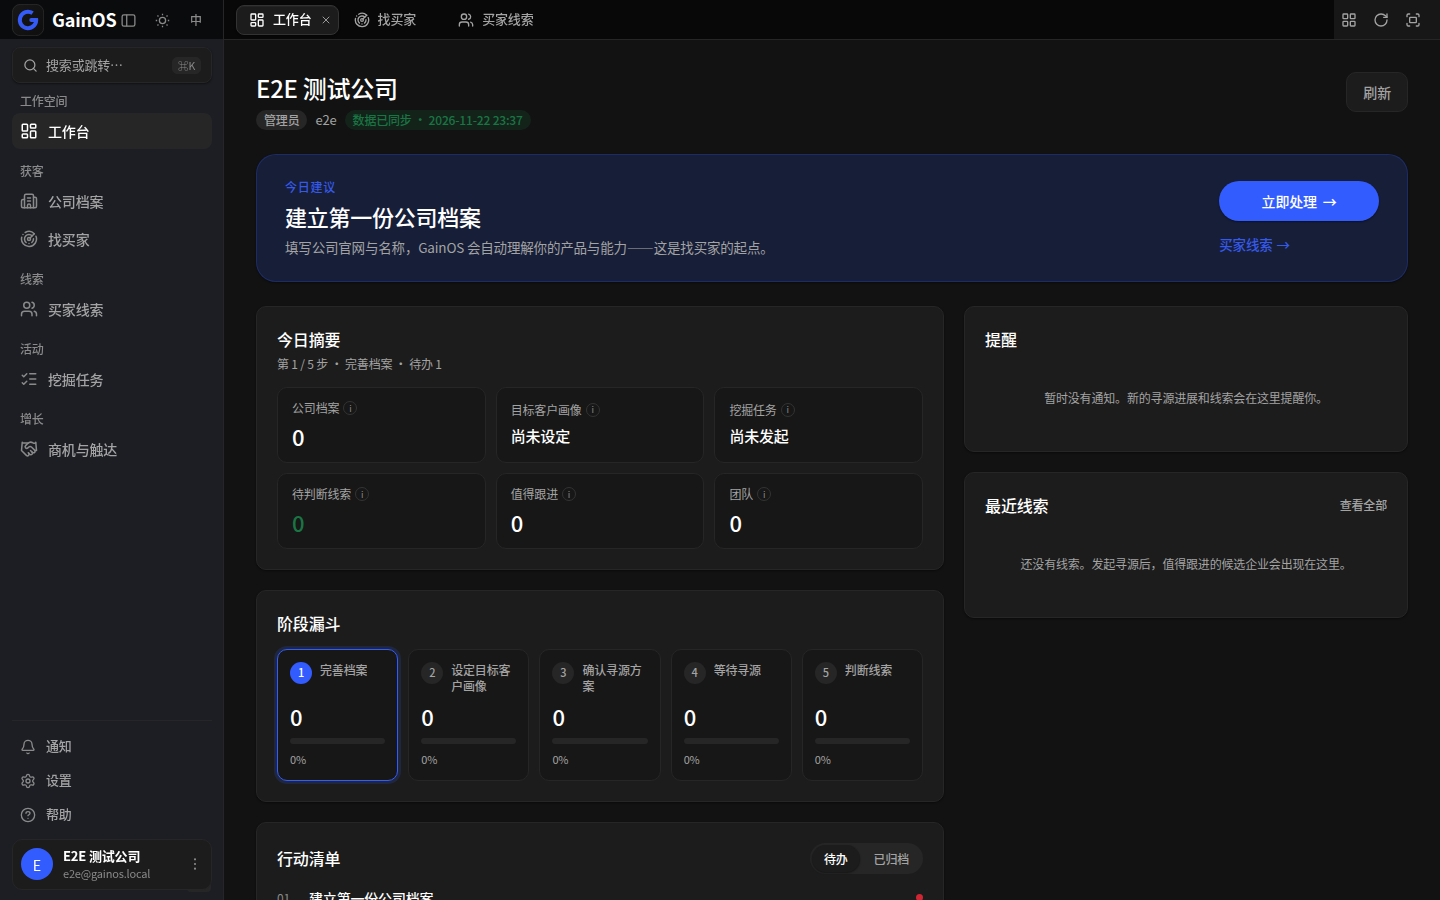 GainOS
中
工作台
找买家
买家线索
搜索或跳转…
⌘K
工作空间
工作台
获客
公司档案
找买家
线索
买家线索
活动
挖掘任务
增长
商机与触达
通知
设置
帮助
E
E2E 测试公司
e2e@gainos.local
E2E 测试公司
管理员 e2e 数据已同步 · 2026-11-22 23:37
刷新
今日建议
建立第一份公司档案
填写公司官网与名称，GainOS 会自动理解你的产品与能力——这是找买家的起点。
立即处理 →
买家线索 →
今日摘要
第 1 / 5 步 · 完善档案 · 待办 1
公司档案
0
目标客户画像
尚未设定
挖掘任务
尚未发起
待判断线索
0
值得跟进
0
团队
0
阶段漏斗
1 完善档案
0
0%
2 设定目标客
户画像
0
0%
3 确认寻源方
案
0
0%
4 等待寻源
0
0%
5 判断线索
0
0%
行动清单
待办 已归档
01 建立第一份公司档案
提醒
暂时没有通知。新的寻源进展和线索会在这里提醒你。
最近线索
查看全部
还没有线索。发起寻源后，值得跟进的候选企业会出现在这里。